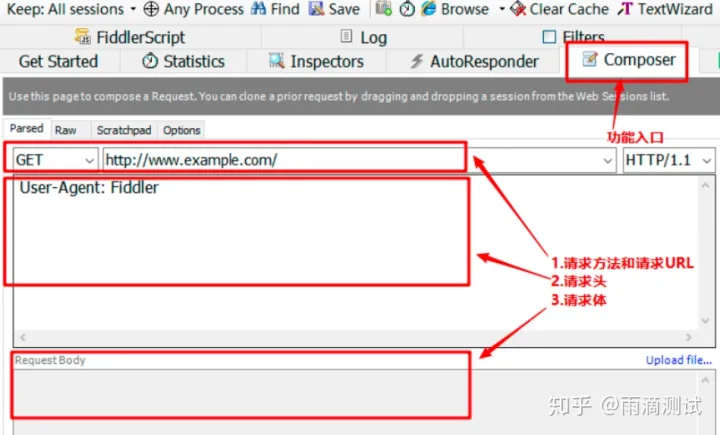 Keep: All sessions Any Process Find Save Browse Clear Cache TextWizard
FiddlerScript Log Filters
Get Started Statistics Inspectors AutoResponder Composer
Use this page to compose a Request. You can clone a prior request by dragging and dropping a session from the Web Sessions list.
功能入口
Parsed Raw Scratchpad Options
GET http://www.example.com/ HTTP/1.1
User-Agent: Fiddler
1.请求方法和请求URL
2.请求头
3.请求体
Request Body Upload file...
知乎 @雨滴测试